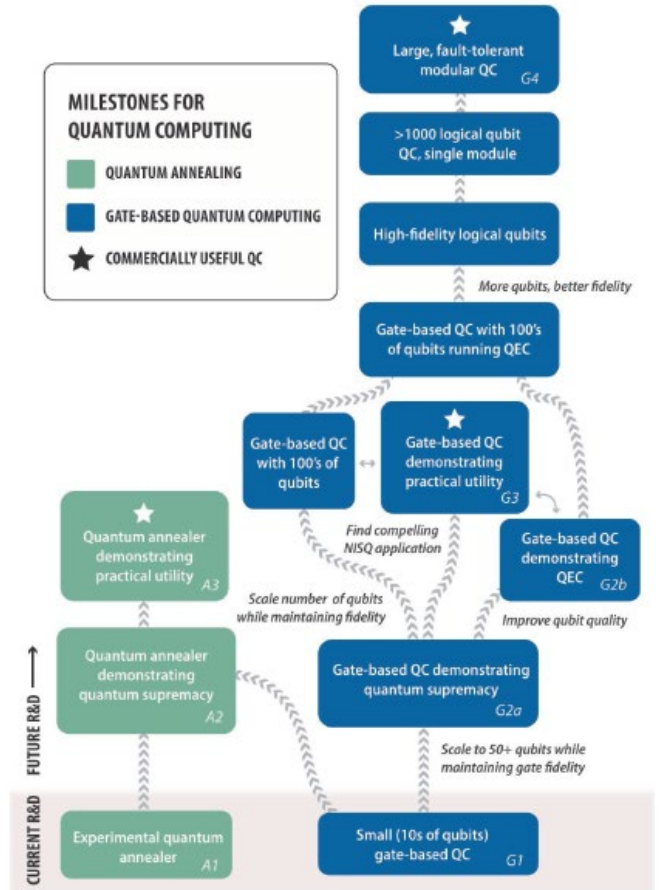 Large, fault-tolerant
modular QC
G4
MILESTONES FOR
QUANTUM COMPUTING
QUANTUM ANNEALING
GATE-BASED QUANTUM COMPUTING
COMMERCIALLY USEFUL QC
>1000 logical qubit
QC, single module
High-fidelity logical qubits
More qubits, better fidelity
Gate-based QC with 100's
of qubits running QEC
Gate-based QC
with 100's of
qubits
Gate-based QC
demonstrating
practical utility
G3
Quantum annealer
demonstrating
practical utility
A3
Find compelling
NISQ application
Gate-based QC
demonstrating
QEC
G2b
Scale number of qubits
while maintaining fidelity
Improve qubit quality
Quantum annealer
demonstrating
quantum supremacy
A2
Gate-based QC demonstrating
quantum supremacy
G2a
Scale to 50+ qubits while
maintaining gate fidelity
FUTURE R&D
CURRENT R&D
Experimental quantum
annealer
A1
Small (10s of qubits)
gate-based QC
G1